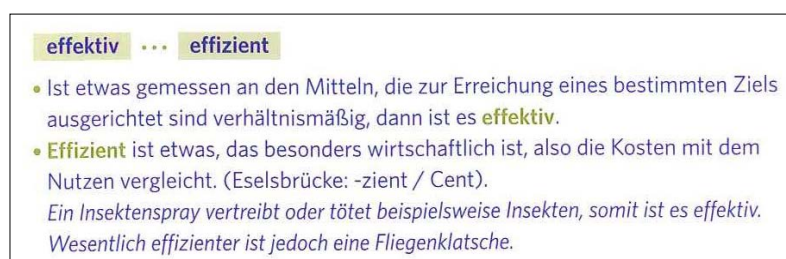 effektiv ... effizient
• Ist etwas gemessen an den Mitteln, die zur Erreichung eines bestimmten Ziels
ausgerichtet sind verhältnismäßig, dann ist es effektiv.
• Effizient ist etwas, das besonders wirtschaftlich ist, also die Kosten mit dem
Nutzen vergleicht. (Eselsbrücke: -zient / Cent).
Ein Insektenspray vertreibt oder tötet beispielsweise Insekten, somit ist es effektiv.
Wesentlich effizienter ist jedoch eine Fliegenklatsche.